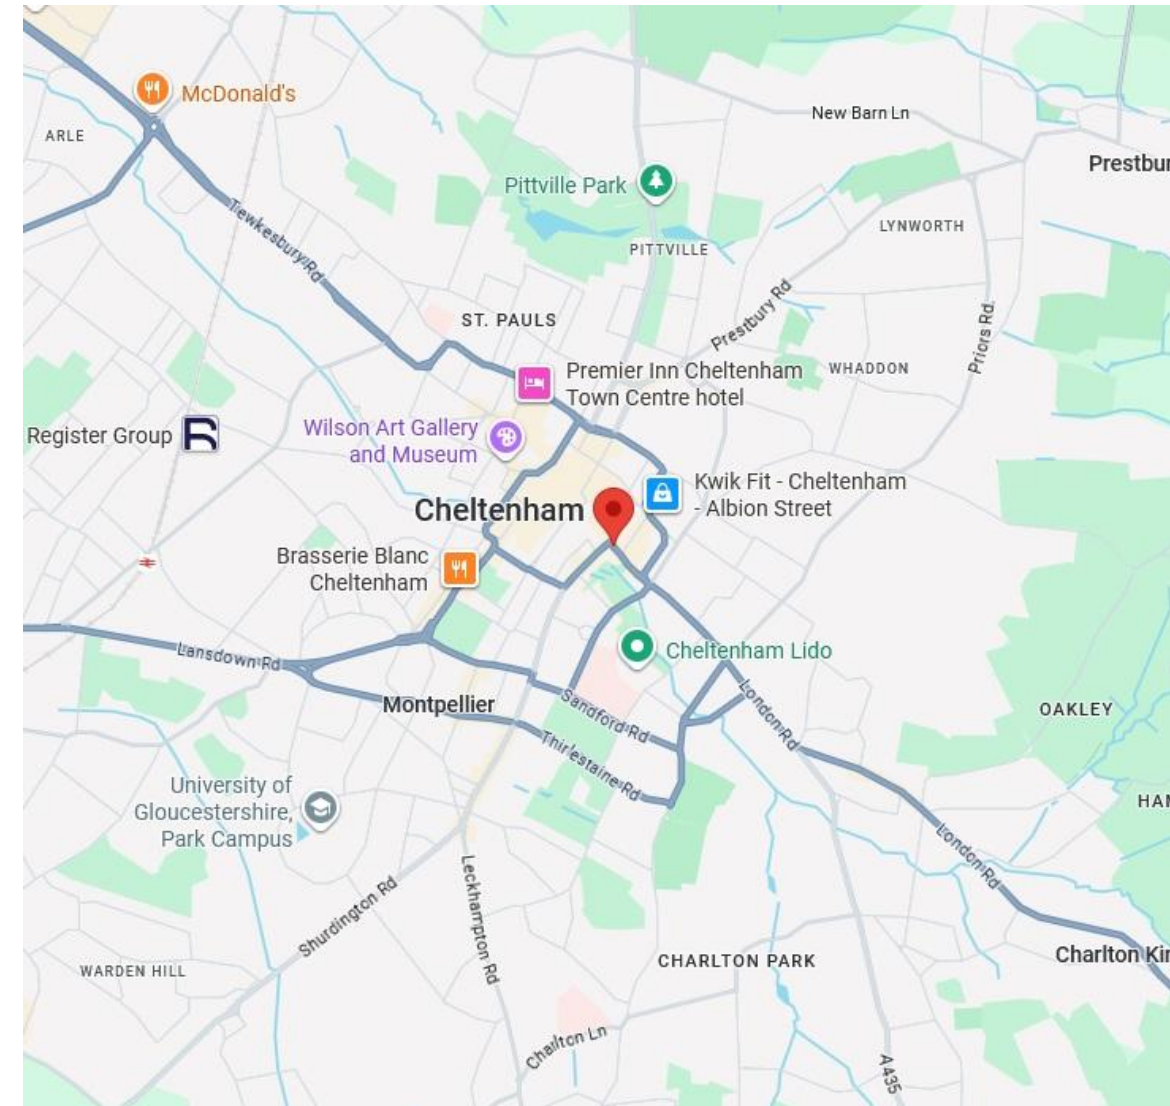 McDonald's
New Barn Ln
ARLE
Prestbur
Pittville Park
Tewkesbury Rd
LYNWORTH
PITTVILLE
Prestbury Rd
Priors Rd.
ST. PAULS
WHADDON
Premier Inn Cheltenham
Town Centre hotel
Register Group
R
Wilson Art Gallery
and Museum
Kwik Fit - Cheltenham
- Albion Street
Cheltenham
Brasserie Blanc
Cheltenham
Lansdown Rd
Cheltenham Lido
Montpellier
Sandford Rd
London Rd
OAKLEY
Thirlestaine Rd
University of
Gloucestershire,
Park Campus
HAM
London Rd
Leckhampton Rd
Shurdington Rd
WARDEN HILL
CHARLTON PARK
Charlton Kin
Charlton Ln
A435